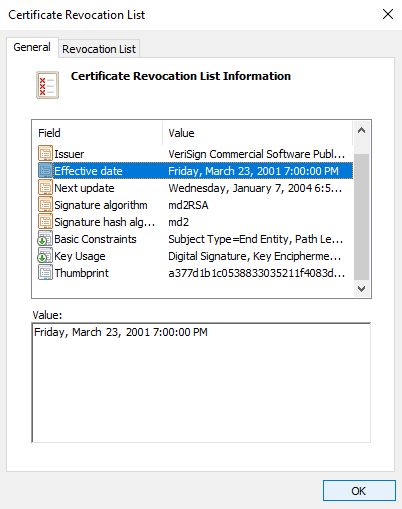 Certificate Revocation List
General
Revocation List
Certificate Revocation List Information
Field Value
Issuer VeriSign Commercial Software Publ...
Effective date Friday, March 23, 2001 7:00:00 PM
Next update Wednesday, January 7, 2004 6:5...
Signature algorithm md2RSA
Signature hash alg... md2
Basic Constraints Subject Type=End Entity, Path Le...
Key Usage Digital Signature, Key Encipherme...
Thumbprint a377d1b1c0538833035211f4083d...
Value:
Friday, March 23, 2001 7:00:00 PM
OK